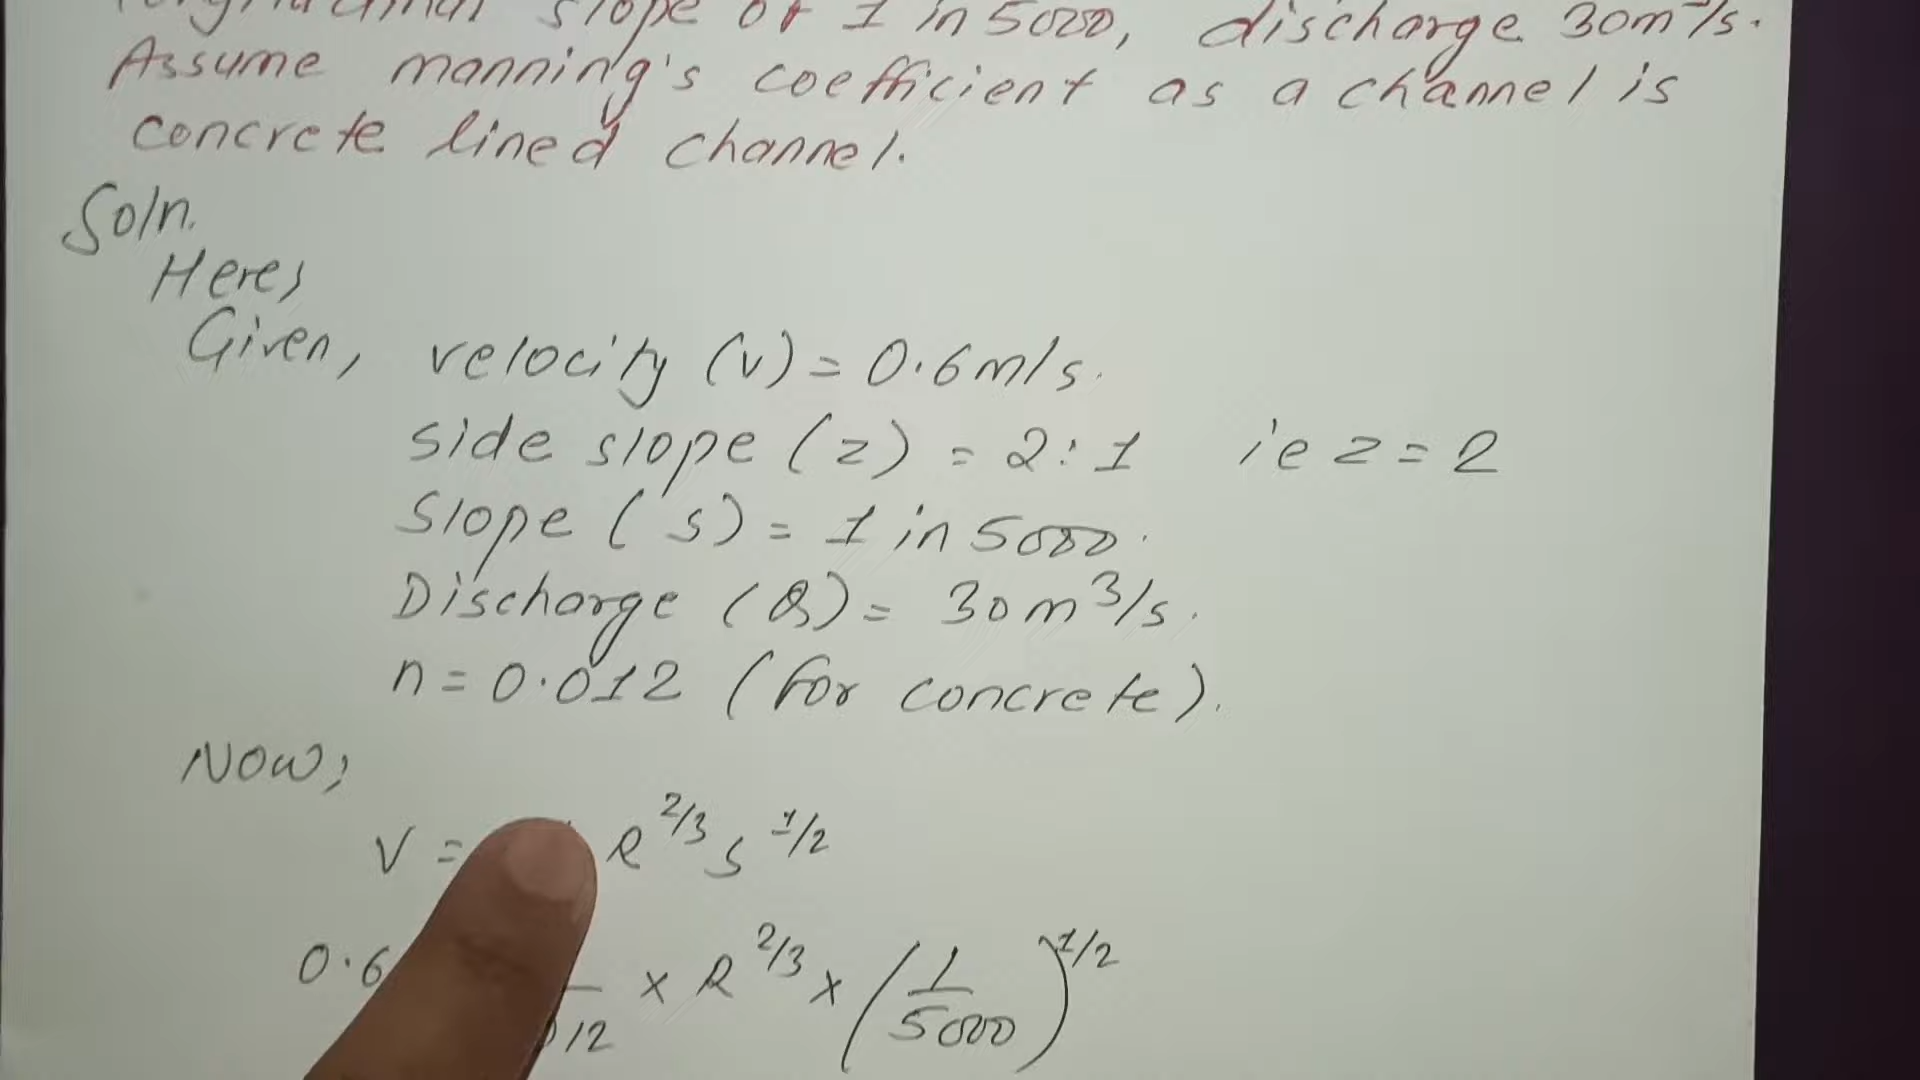 longitudinal slope of 1 in 5000, discharge 30m³/s.
Assume manning's coefficient as a channel is
concrete lined channel.
Soln.
Here,
Given, velocity (v) = 0.6m/s.
side slope (z) = 2:1 ie z = 2
Slope (s) = 1 in 5000.
Discharge (Q) = 30m³/s.
n = 0.012 (for concrete).
Now,
V = R^2/3 S^1/2
0.6 12 × R^2/3 × (1/5000)^1/2